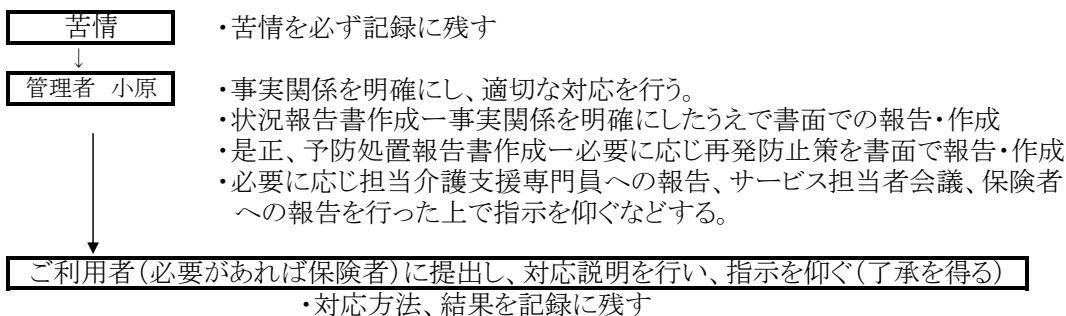 苦情 ・苦情を必ず記録に残す
↓
管理者 小原 ・事実関係を明確にし、適切な対応を行う。
・状況報告書作成ー事実関係を明確にしたうえで書面での報告・作成
・是正、予防処置報告書作成ー必要に応じ再発防止策を書面で報告・作成
・必要に応じ担当介護支援専門員への報告、サービス担当者会議、保険者
への報告を行った上で指示を仰ぐなどする。
ご利用者(必要があれば保険者)に提出し、対応説明を行い、指示を仰ぐ(了承を得る)
・対応方法、結果を記録に残す